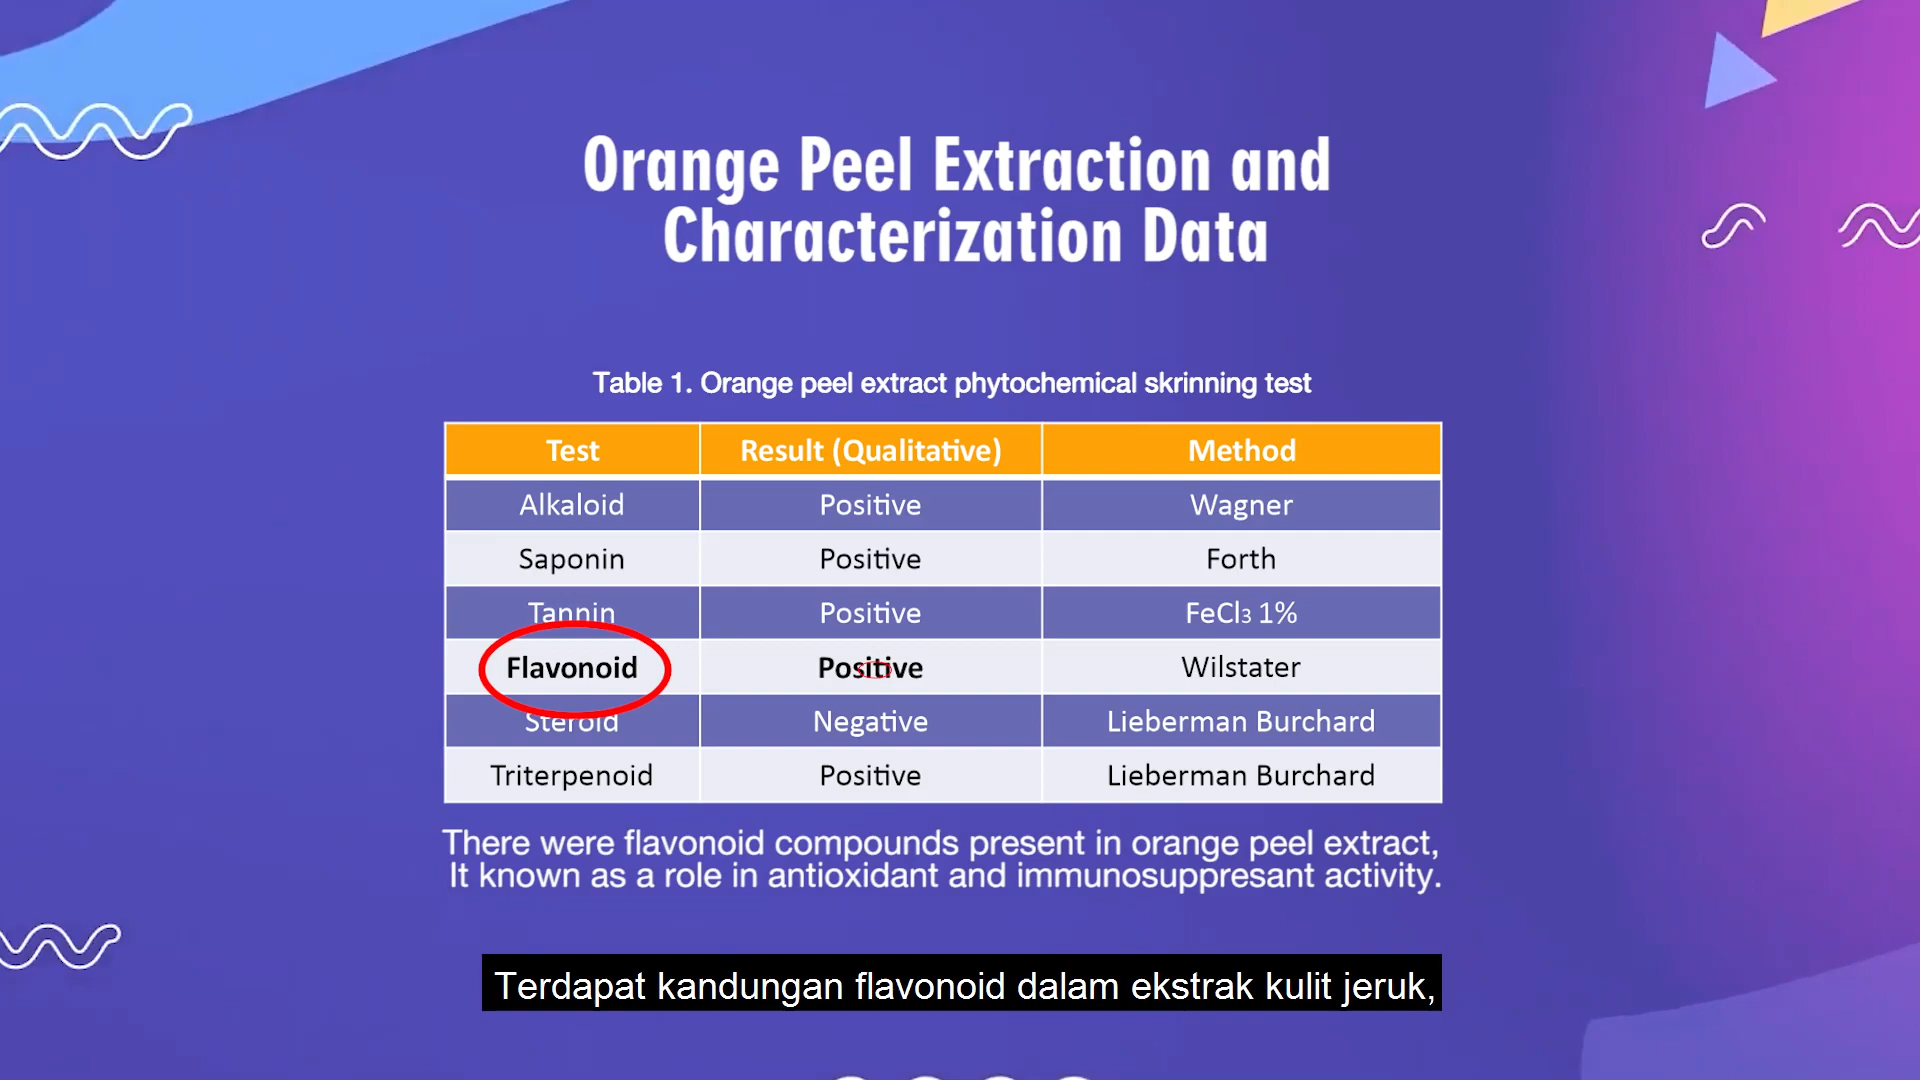 Orange Peel Extraction and
Characterization Data
Table 1. Orange peel extract phytochemical skrinning test
Test Result (Qualitative) Method
Alkaloid Positive Wagner
Saponin Positive Forth
Tannin Positive FeCl3 1%
Flavonoid Positive Wilstater
Steroid Negative Lieberman Burchard
Triterpenoid Positive Lieberman Burchard
There were flavonoid compounds present in orange peel extract,
It known as a role in antioxidant and immunosuppresant activity.
Terdapat kandungan flavonoid dalam ekstrak kulit jeruk,